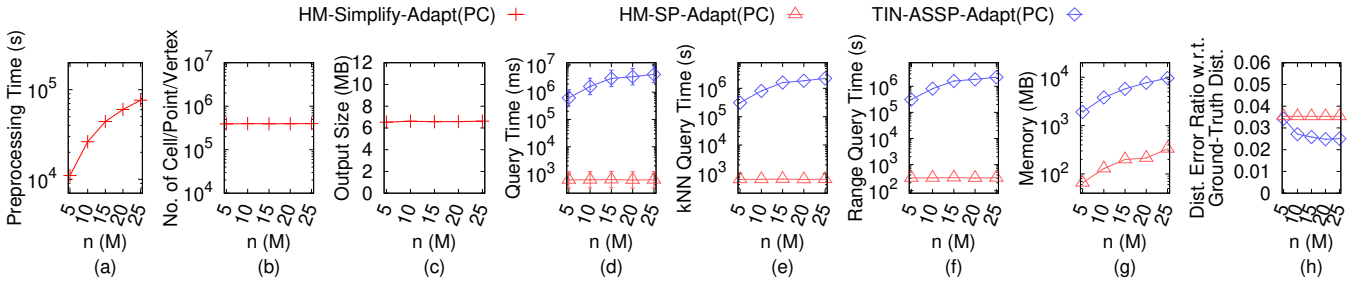 HM-Simplify-Adapt(PC) HM-SP-Adapt(PC) TIN-ASSP-Adapt(PC)
Preprocessing Time (s)
10^5
10^4
5 10 15 20 25
n (M)
(a)
No. of Cell/Point/Vertex
10^7
10^6
10^5
10^4
5 10 15 20 25
n (M)
(b)
Output Size (MB)
12
10
8
6
4
2
0
5 10 15 20 25
n (M)
(c)
Query Time (ms)
10^7
10^6
10^5
10^4
10^3
5 10 15 20 25
n (M)
(d)
kNN Query Time (s)
10^6
10^5
10^4
10^3
5 10 15 20 25
n (M)
(e)
Range Query Time (s)
10^6
10^5
10^4
10^3
10^2
5 10 15 20 25
n (M)
(f)
Memory (MB)
10^4
10^3
10^2
5 10 15 20 25
n (M)
(g)
Dist. Error Ratio w.r.t.
Ground-Truth Dist.
0.06
0.05
0.04
0.03
0.02
0.01
0
5 10 15 20 25
n (M)
(h)